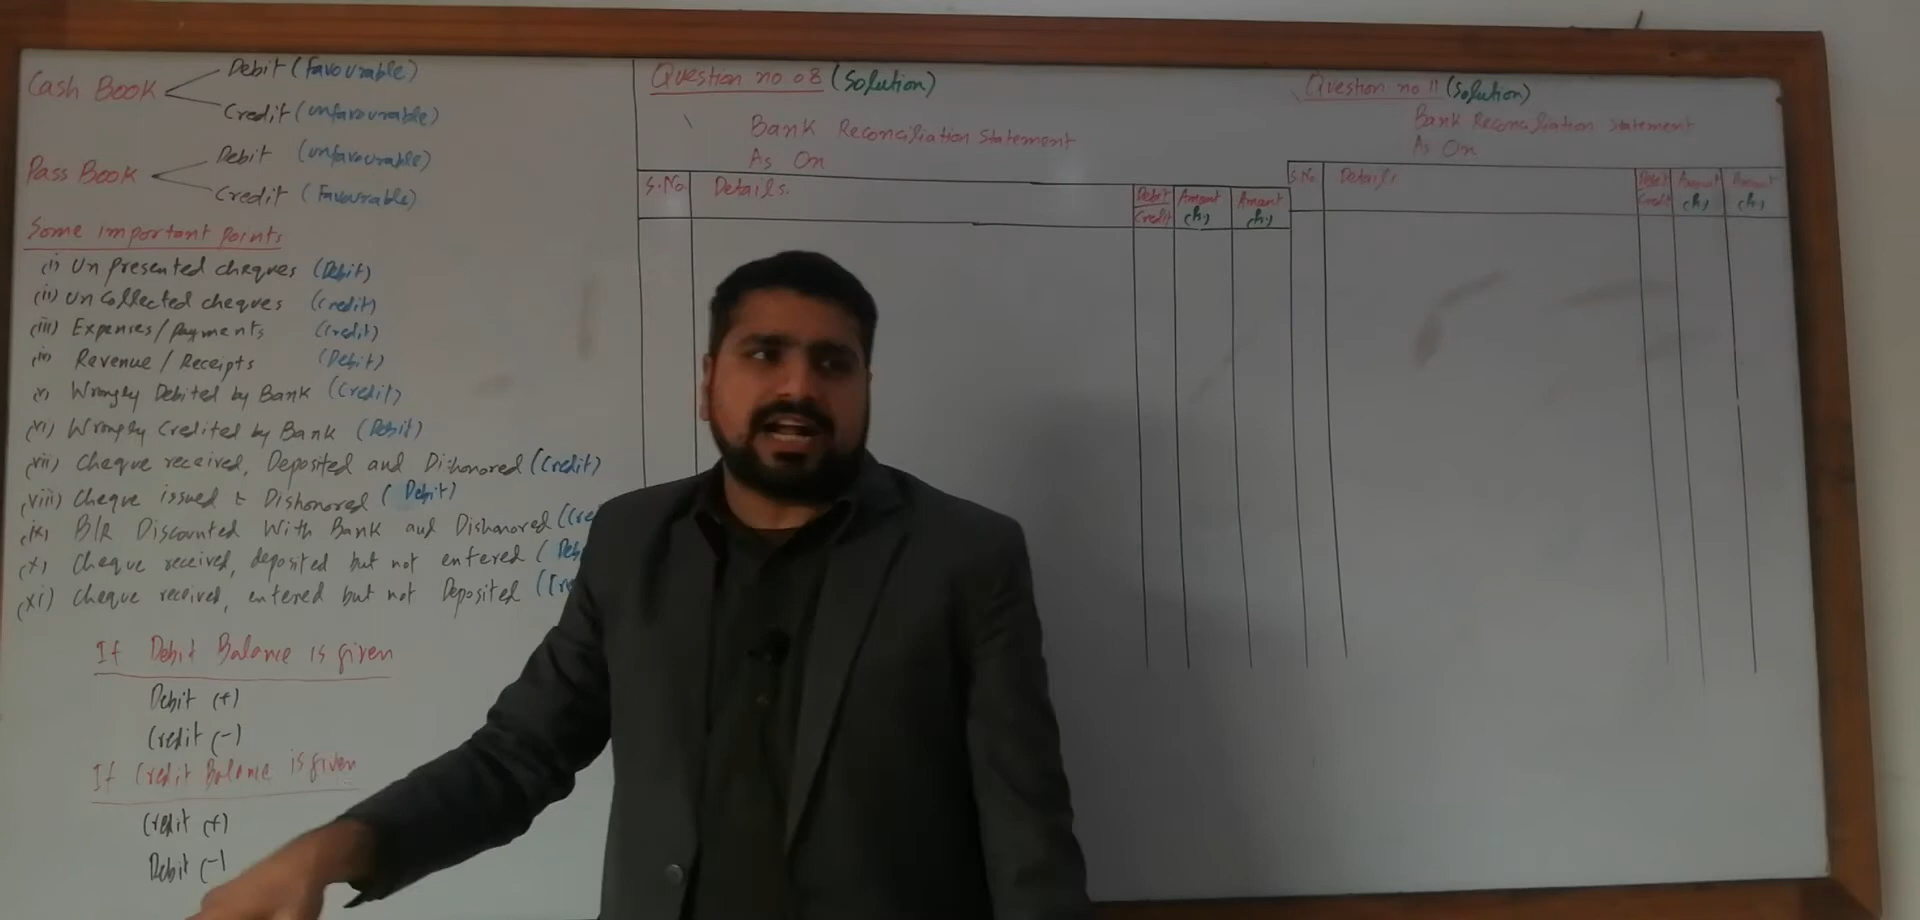 Cash Book
Debit (Favourable)
Credit (unfavourable)
Pass Book
Debit (unfavourable)
Credit (Favourable)
Some important points
(i) Un presented cheques (Debit)
(ii) Un Collected cheques (Credit)
(iii) Expenses/Payments (Credit)
(iv) Revenue / Receipts (Debit)
(v) Wrongly Debited by Bank (Credit)
(vi) Wrongly Credited by Bank (Debit)
(vii) Cheque received, Deposited and Dishonored (Credit)
(viii) Cheque issued & Dishonored (Debit)
(ix) B/R Discounted With Bank and Dishonored (Cre
(x) Cheque received, deposited but not entered (Deb
(xi) Cheque received, entered but not Deposited (Cre
If Debit Balance is given
Debit (+)
Credit (-)
If Credit Balance is given
Credit (+)
Debit (-)
Question no 08 (Solution)
Bank Reconciliation Statement
As On
S.No. Details. Debit Credit Amount (Rs) Amount (Rs)
Question no 11 (Solution)
Bank Reconciliation Statement
As On
S.No. Details Debit Credit Amount (Rs) Amount (Rs)